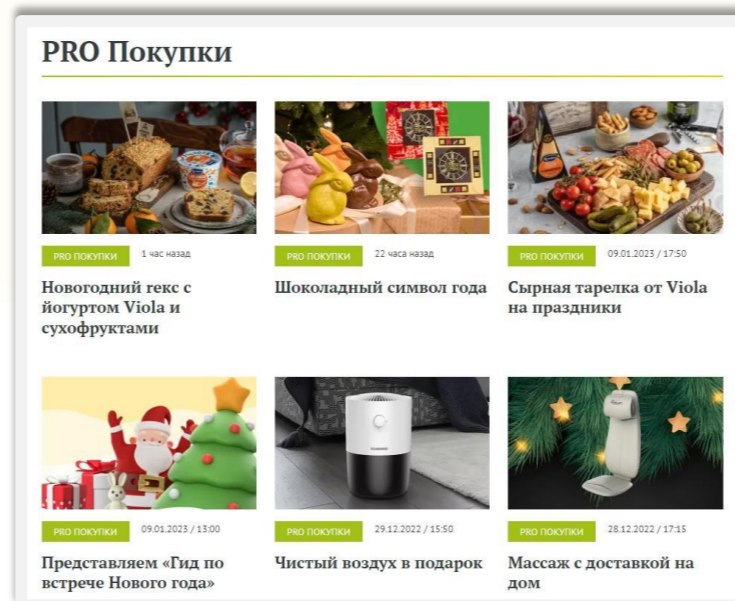 PRO Покупки
PRO ПОКУПКИ 1 час назад
Новогодний гекс с
йогуртом Viola и
сухофруктами
PRO ПОКУПКИ 22 часа назад
Шоколадный символ года
PRO ПОКУПКИ 09.01.2023 / 17:50
Сырная тарелка от Viola
на праздники
PRO ПОКУПКИ 09.01.2023 / 13:00
Представляем «Гид по
встрече Нового года»
PRO ПОКУПКИ 29.12.2022 / 15:50
Чистый воздух в подарок
PRO ПОКУПКИ 28.12.2022 / 17:15
Массаж с доставкой на
дом